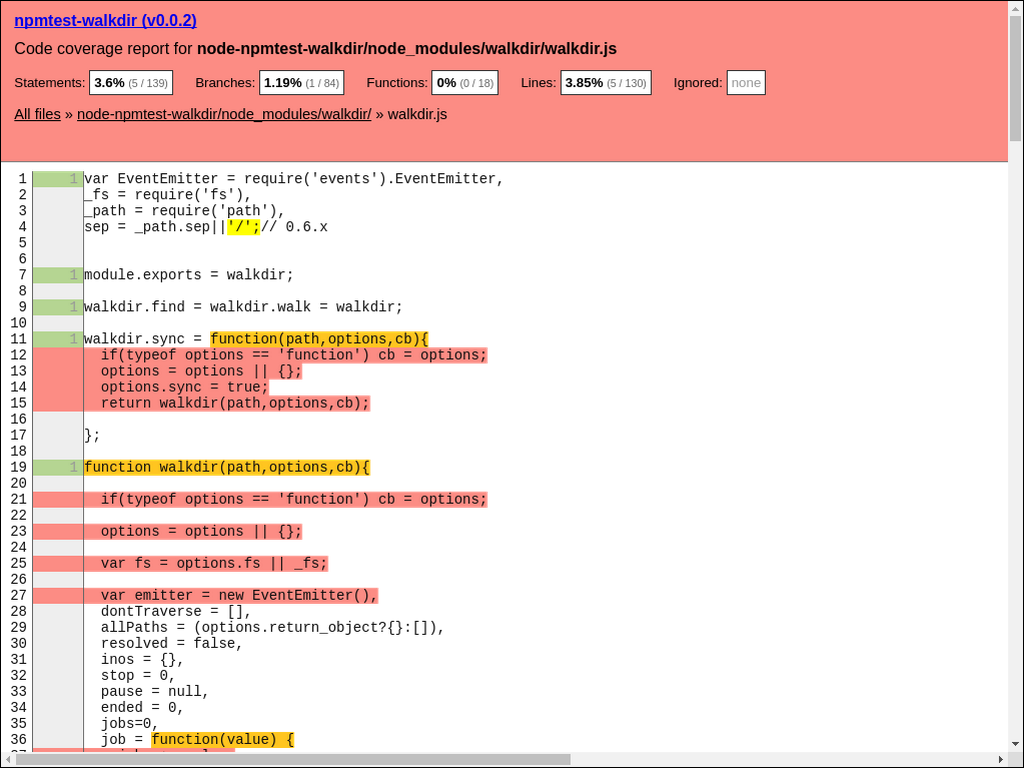 npmtest-walkdir (v0.0.2)
Code coverage report for node-npmtest-walkdir/node_modules/walkdir/walkdir.js
Statements: 3.6% (5 / 139) Branches: 1.19% (1 / 84) Functions: 0% (0 / 18) Lines: 3.85% (5 / 130) Ignored: none
All files » node-npmtest-walkdir/node_modules/walkdir/ » walkdir.js
1 1 var EventEmitter = require('events').EventEmitter,
2 _fs = require('fs'),
3 _path = require('path'),
4 sep = _path.sep||'/';// 0.6.x
5
6
7 1 module.exports = walkdir;
8
9 1 walkdir.find = walkdir.walk = walkdir;
10
11 1 walkdir.sync = function(path,options,cb){
12 if(typeof options == 'function') cb = options;
13 options = options || {};
14 options.sync = true;
15 return walkdir(path,options,cb);
16
17 };
18
19 1 function walkdir(path,options,cb){
20
21 if(typeof options == 'function') cb = options;
22
23 options = options || {};
24
25 var fs = options.fs || _fs;
26
27 var emitter = new EventEmitter(),
28 dontTraverse = [],
29 allPaths = (options.return_object?{}:[]),
30 resolved = false,
31 inos = {},
32 stop = 0,
33 pause = null,
34 ended = 0,
35 jobs=0,
36 job = function(value) {